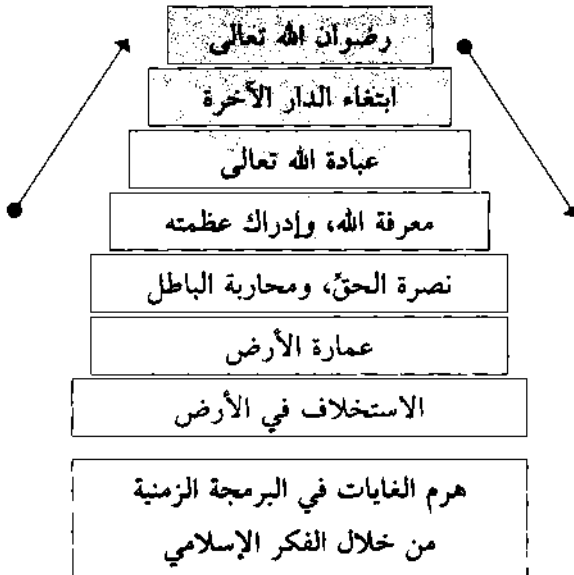 رضوان الله تعالى
ابتغاء الدار الآخرة
عبادة الله تعالى
معرفة الله، وإدراك عظمته
نصرة الحقّ، ومحاربة الباطل
عمارة الأرض
الاستخلاف في الأرض
هرم الغايات في البرمجة الزمنية
من خلال الفكر الإسلامي